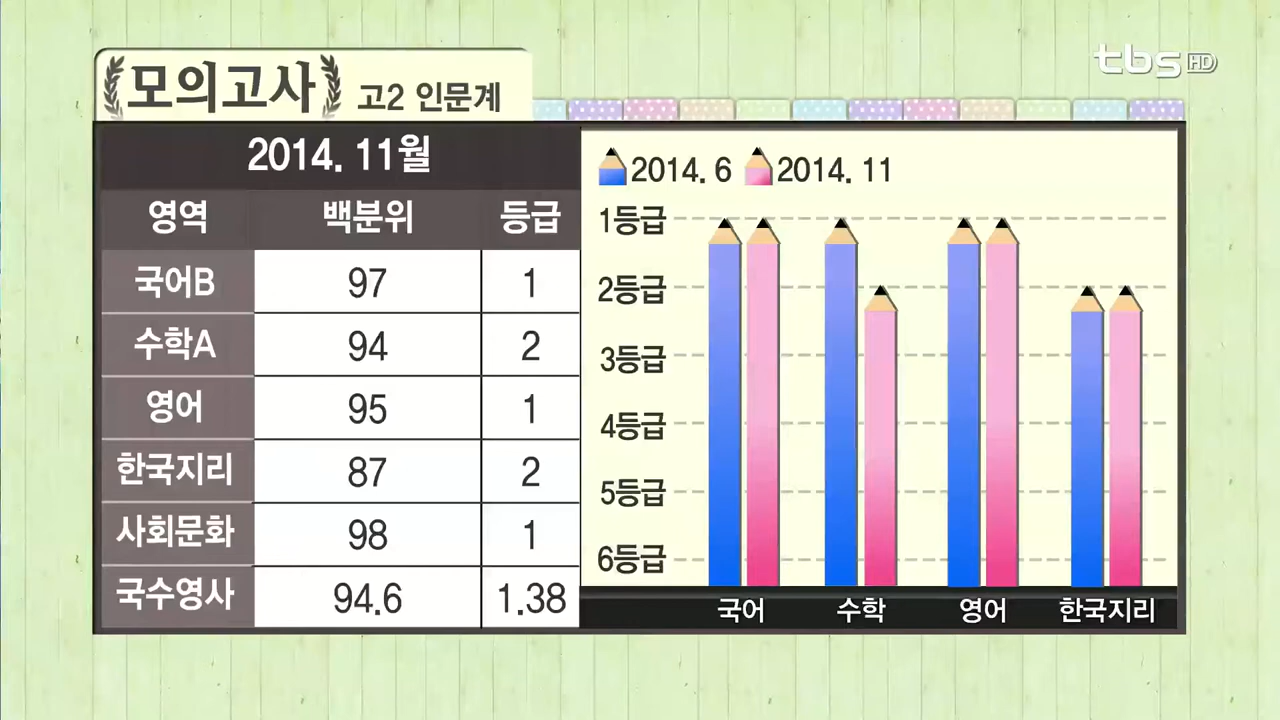 모의고사 고2 인문계
tbs HD
2014. 11월
영역 백분위 등급
국어B 97 1
수학A 94 2
영어 95 1
한국지리 87 2
사회문화 98 1
국수영사 94.6 1.38
2014. 6 2014. 11
1등급
2등급
3등급
4등급
5등급
6등급
국어 수학 영어 한국지리